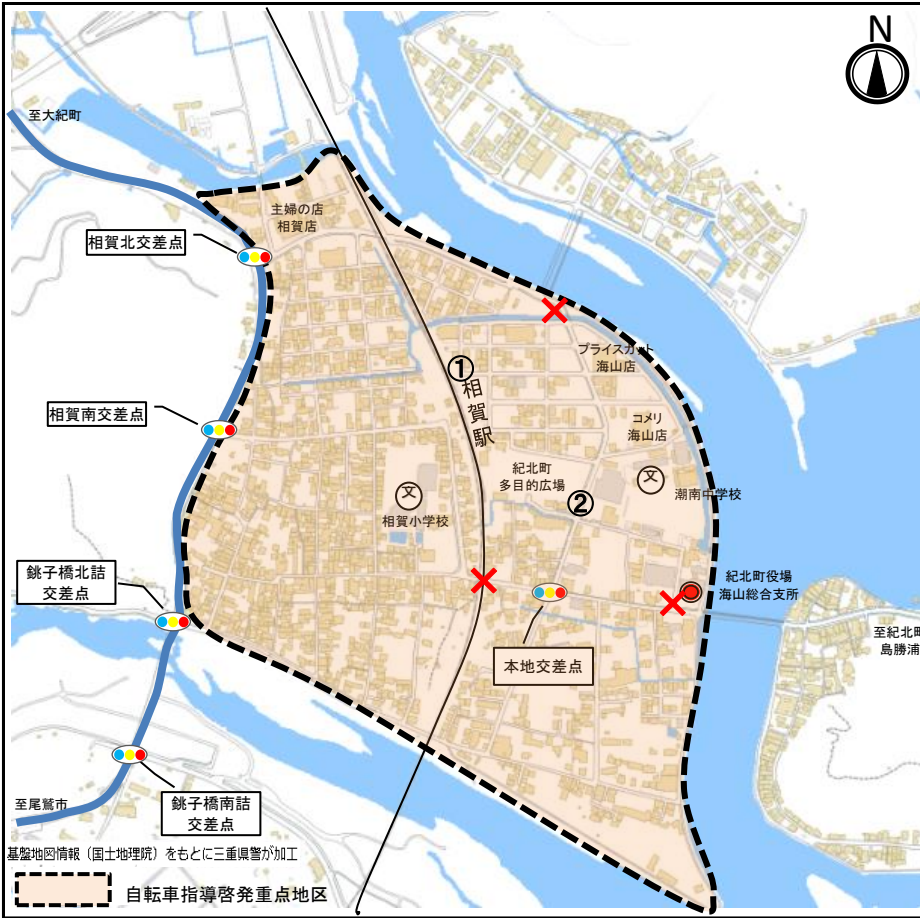 N
至大紀町
主婦の店
相賀店
相賀北交差点
プライスカット
海山店
①
相賀駅
相賀南交差点
コメリ
海山店
紀北町
多目的広場
文
文
②
潮南中学校
相賀小学校
銚子橋北詰
交差点
紀北町役場
海山総合支所
至紀北町
島勝浦
本地交差点
至尾鷲市
銚子橋南詰
交差点
基盤地図情報（国土地理院）をもとに三重県警が加工
自転車指導啓発重点地区